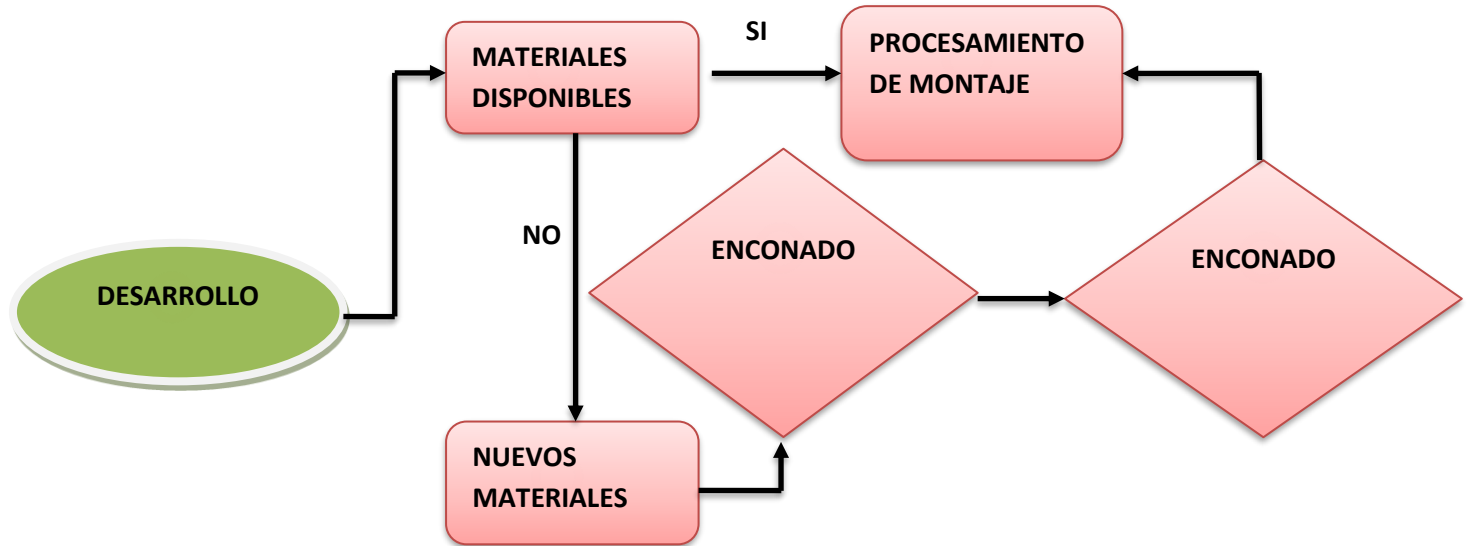 SI
MATERIALES
DISPONIBLES
PROCESAMIENTO
DE MONTAJE
NO
ENCONADO
ENCONADO
DESARROLLO
NUEVOS
MATERIALES